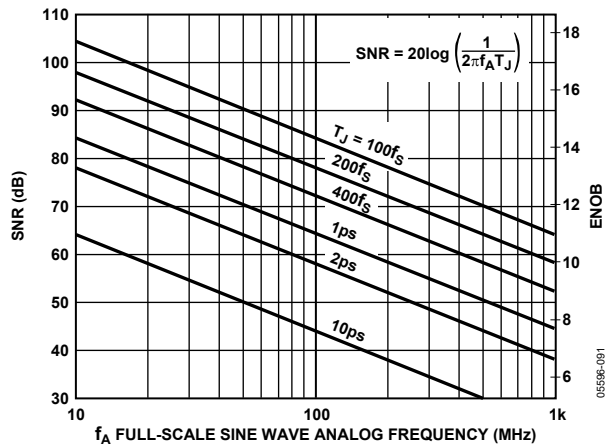 110
100
90
80
70
60
50
40
30
SNR (dB)
10
100
1k
fA FULL-SCALE SINE WAVE ANALOG FREQUENCY (MHz)
18
16
14
12
10
8
6
ENOB
SNR = 20log (1 / 2πfATJ)
TJ = 100fS
200fS
400fS
1ps
2ps
10ps
05596-091